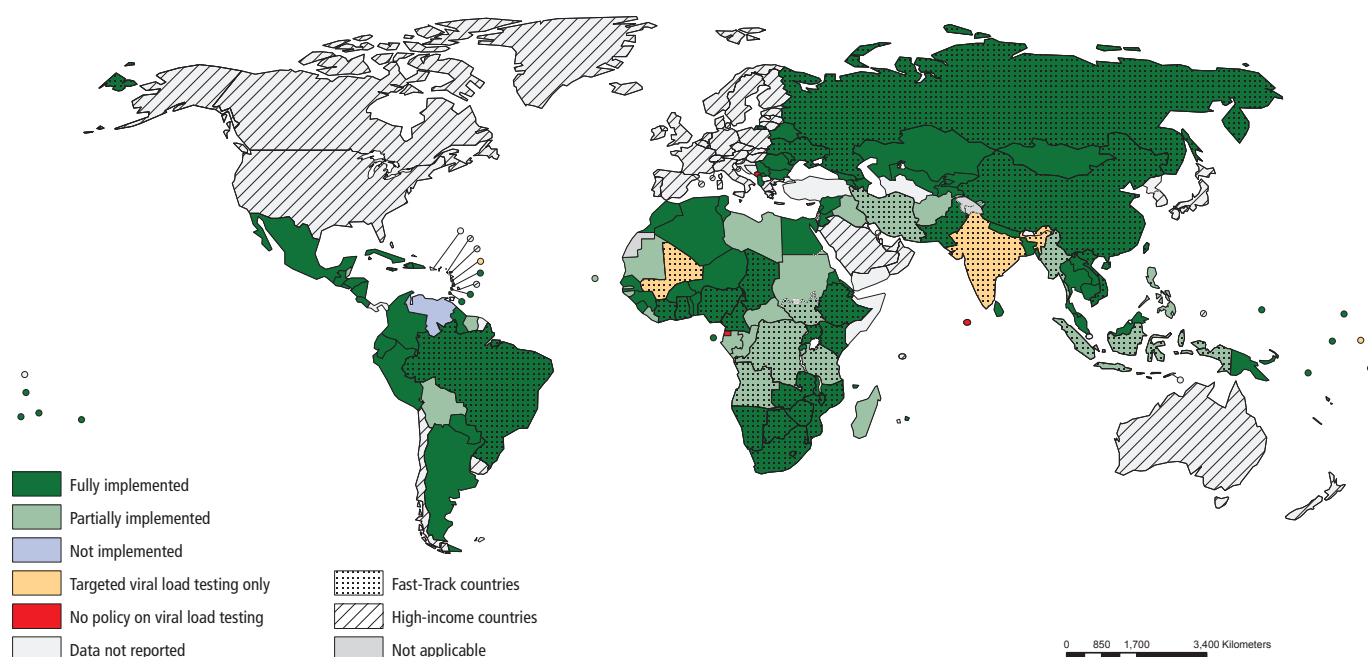 Fully implemented
Partially implemented
Not implemented
Targeted viral load testing only
No policy on viral load testing
Data not reported
Fast-Track countries
High-income countries
Not applicable
0 850 1,700 3,400 Kilometers